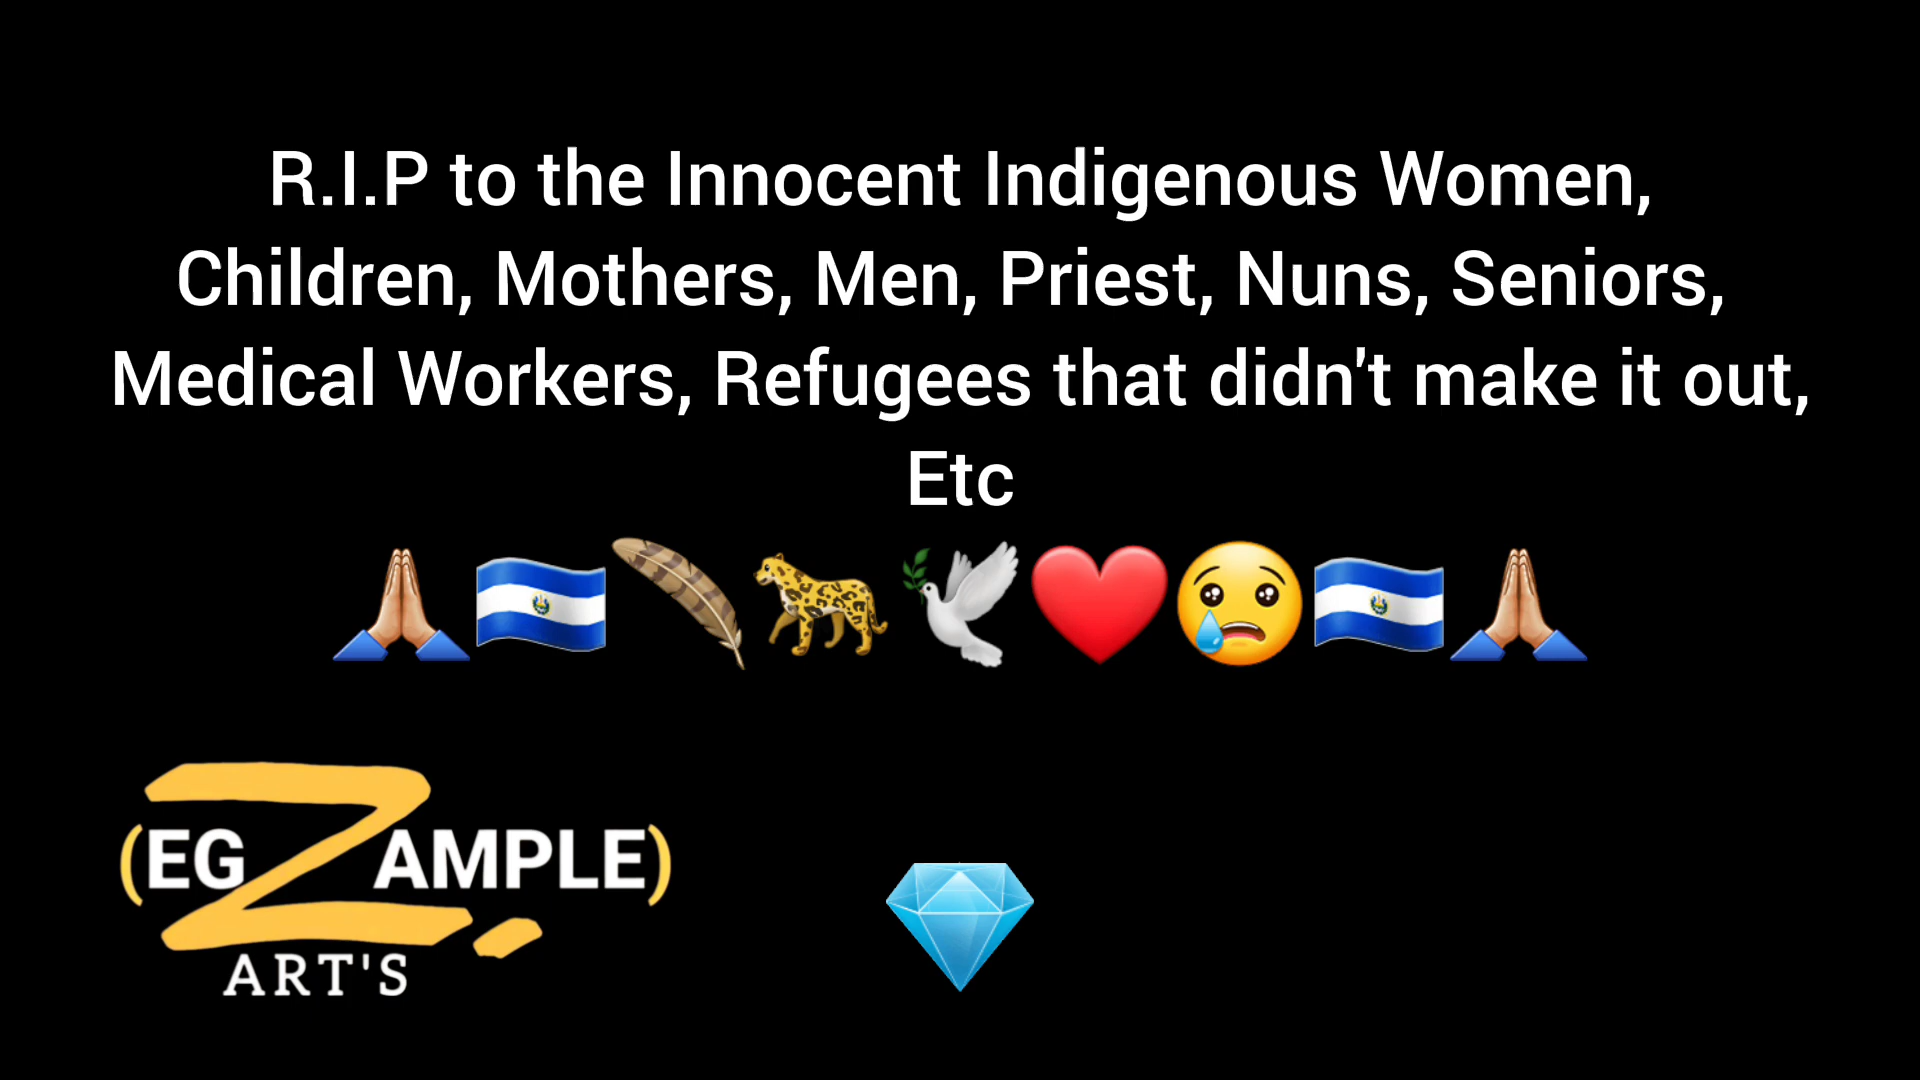 R.I.P to the Innocent Indigenous Women,
Children, Mothers, Men, Priest, Nuns, Seniors,
Medical Workers, Refugees that didn't make it out,
Etc
🙏🏼🇸🇻🪶🐆🕊️❤️😢🇸🇻🙏🏼
(EGZAMPLE)
ART'S
💎